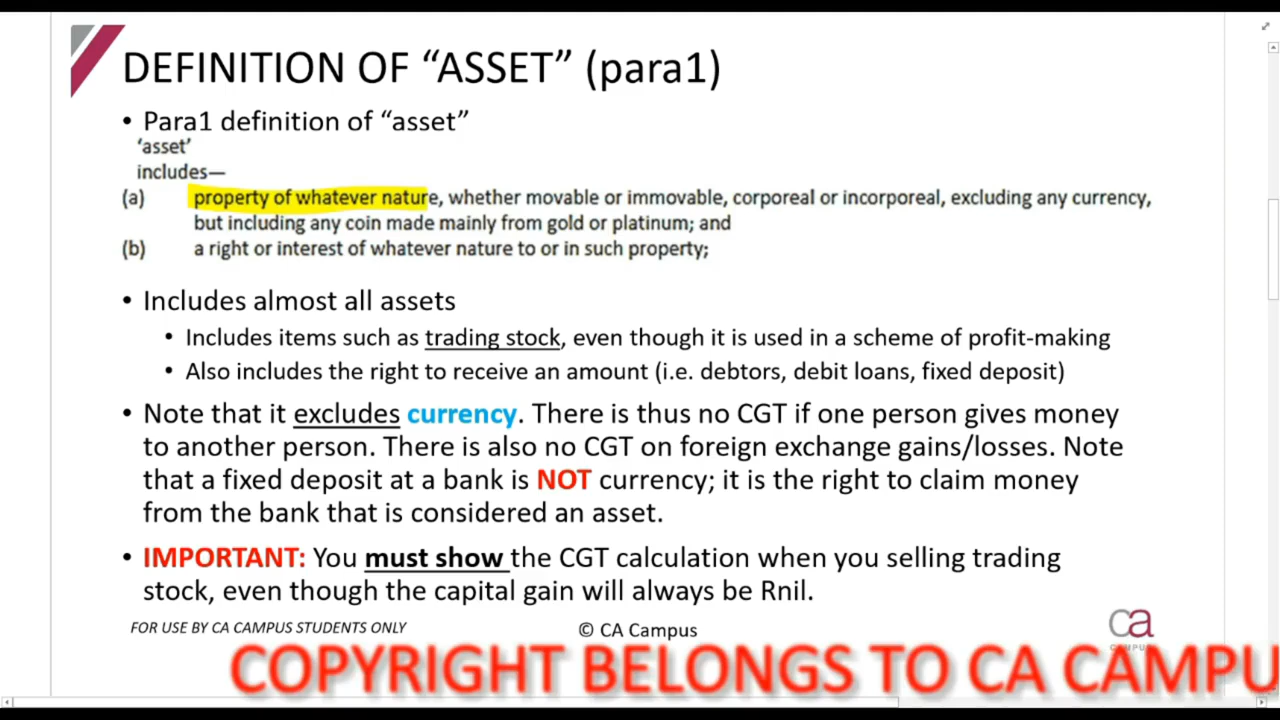 DEFINITION OF “ASSET” (para1)
• Para1 definition of “asset”
‘asset’
includes—
(a) property of whatever nature, whether movable or immovable, corporeal or incorporeal, excluding any currency,
but including any coin made mainly from gold or platinum; and
(b) a right or interest of whatever nature to or in such property;
• Includes almost all assets
• Includes items such as trading stock, even though it is used in a scheme of profit-making
• Also includes the right to receive an amount (i.e. debtors, debit loans, fixed deposit)
• Note that it excludes currency. There is thus no CGT if one person gives money
to another person. There is also no CGT on foreign exchange gains/losses. Note
that a fixed deposit at a bank is NOT currency; it is the right to claim money
from the bank that is considered an asset.
• IMPORTANT: You must show the CGT calculation when you selling trading
stock, even though the capital gain will always be Rnil.
FOR USE BY CA CAMPUS STUDENTS ONLY
© CA Campus
ca
CAMPUS
COPYRIGHT BELONGS TO CA CAMPU